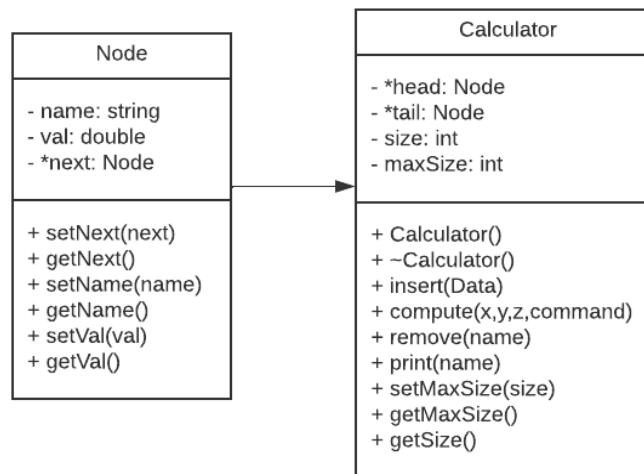 Node
- name: string
- val: double
- *next: Node
+ setNext(next)
+ getNext()
+ setName(name)
+ getName()
+ setVal(val)
+ getVal()
Calculator
- *head: Node
- *tail: Node
- size: int
- maxSize: int
+ Calculator()
+ ~Calculator()
+ insert(Data)
+ compute(x,y,z,command)
+ remove(name)
+ print(name)
+ setMaxSize(size)
+ getMaxSize()
+ getSize()